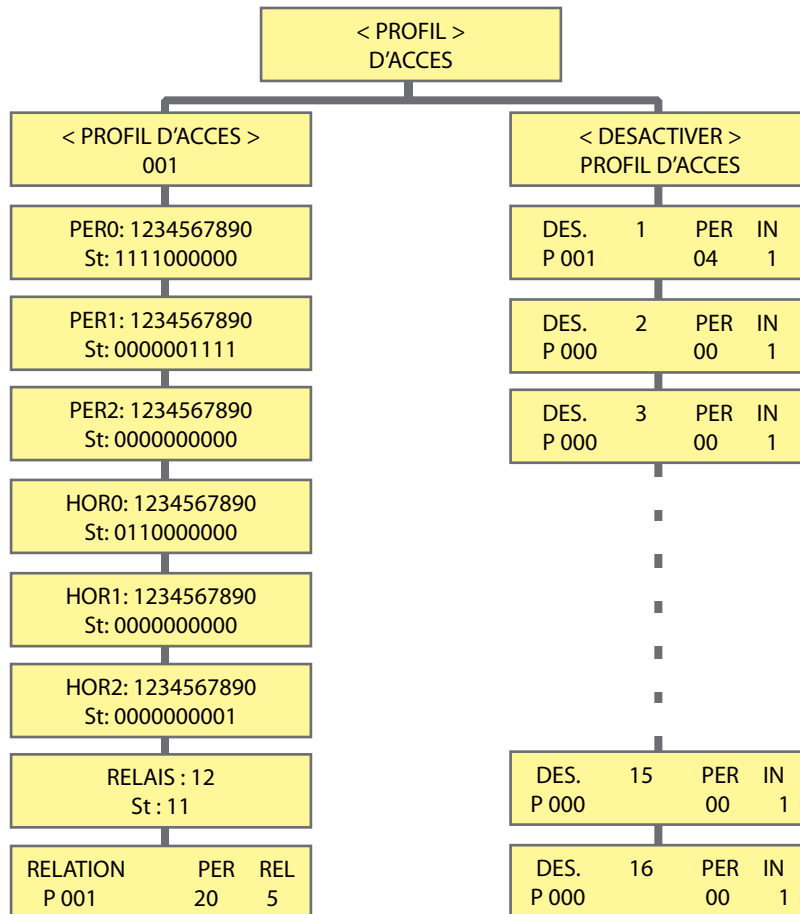 < PROFIL >
D'ACCES
< PROFIL D'ACCES >
001
PER0: 1234567890
St: 1111000000
PER1: 1234567890
St: 0000001111
PER2: 1234567890
St: 0000000000
HOR0: 1234567890
St: 0110000000
HOR1: 1234567890
St: 0000000000
HOR2: 1234567890
St: 0000000001
RELAIS : 12
St : 11
RELATION PER REL
P 001 20 5
< DESACTIVER >
PROFIL D'ACCES
DES. 1 PER IN
P 001 04 1
DES. 2 PER IN
P 000 00 1
DES. 3 PER IN
P 000 00 1
DES. 15 PER IN
P 000 00 1
DES. 16 PER IN
P 000 00 1